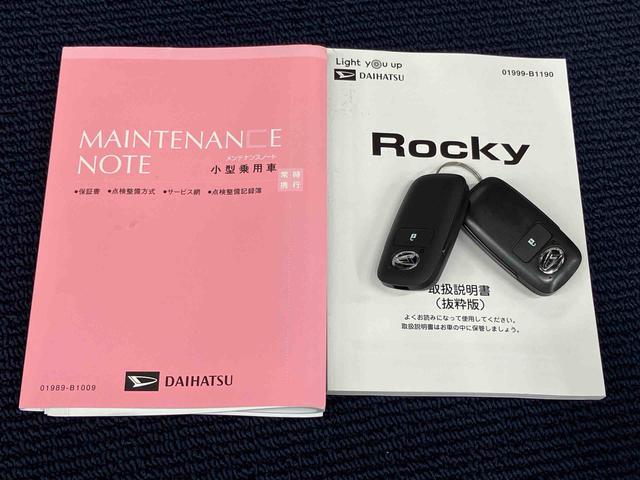 MAINTENANCE
NOTE
メンテナンスノート
小型乗用車
常時
携行
●保証書 ●点検整備方式 ●サービス網 ●点検整備記録簿
01989-B1009
DAIHATSU
Light you up
DAIHATSU
01999-B1190
Rocky
取扱説明書
（抜粋版）
よくお読みになって使用してください。
取扱説明書はお車の中に保管しましょう。